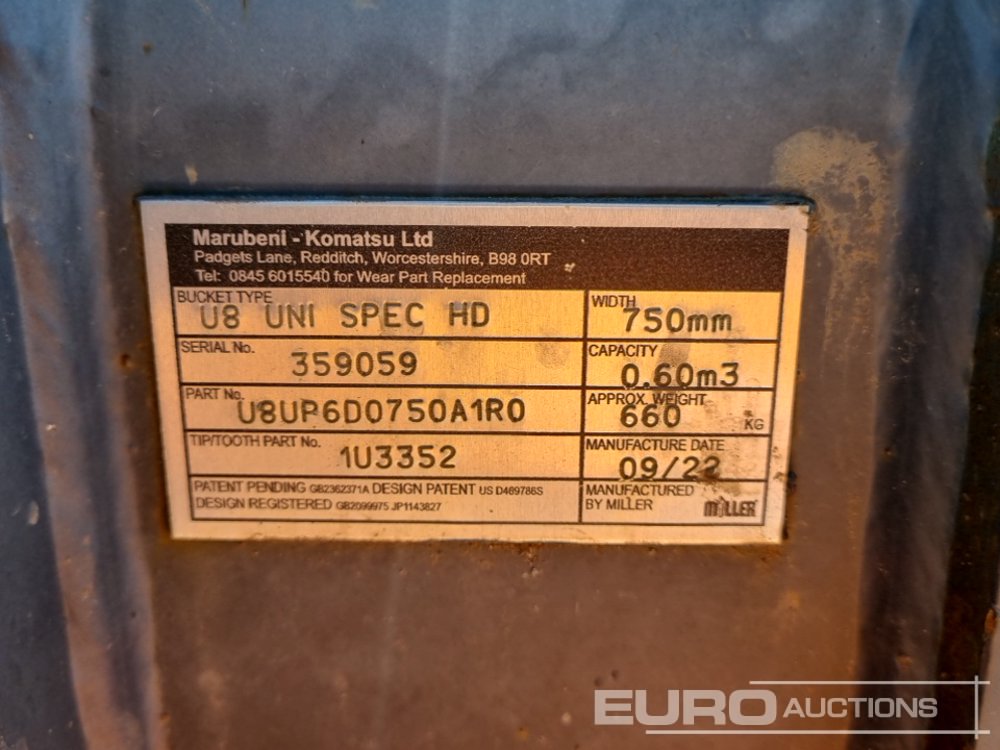 Marubeni - Komatsu Ltd
Padgets Lane, Redditch, Worcestershire, B98 0RT
Tel: 0845 6015540 for Wear Part Replacement
BUCKET TYPE
U8 UNI SPEC HD
WIDTH
750mm
SERIAL No.
359059
CAPACITY
0.60m3
PART No.
U8UP6D0750A1R0
APPROX. WEIGHT
660 KG
TIP/TOOTH PART No.
1U3352
MANUFACTURE DATE
09/22
PATENT PENDING GB2362371A DESIGN PATENT US D469786S
DESIGN REGISTERED GB2099975 JP1143827
MANUFACTURED
BY MILLER
MILLER
EURO AUCTIONS